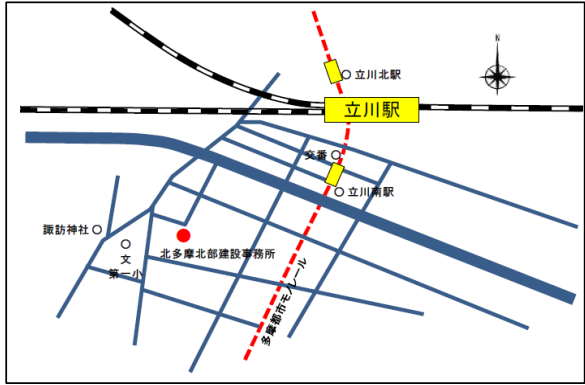 N
立川北駅
立川駅
交番
立川南駅
諏訪神社
文
第一小
北多摩北部建設事務所
多摩都市モノレール